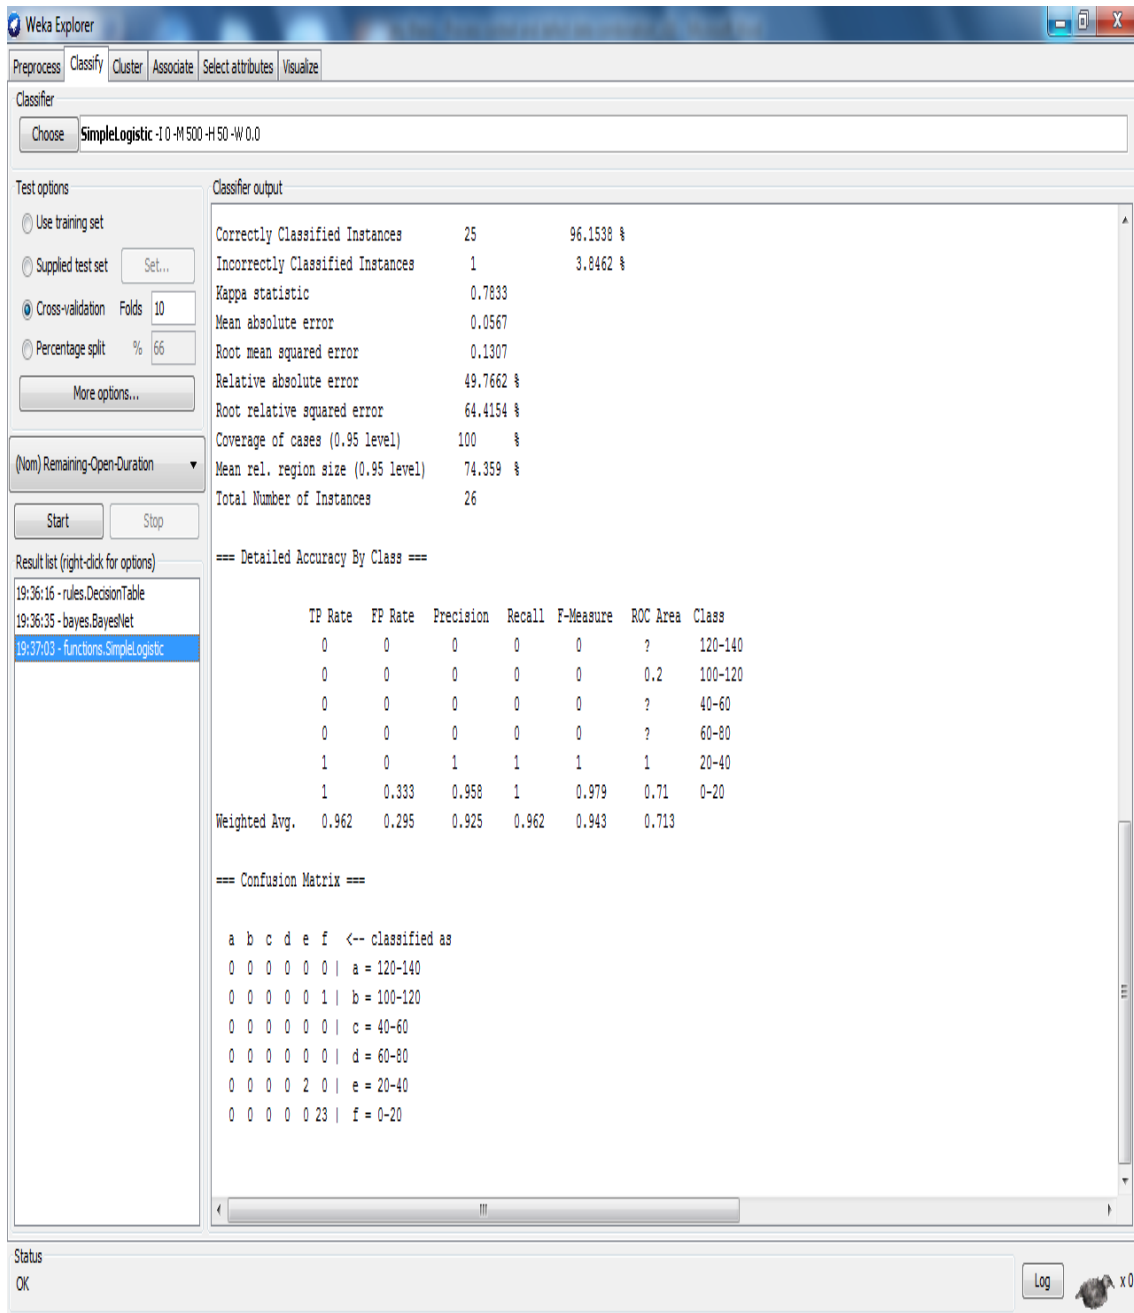 Weka Explorer
Preprocess Classify Cluster Associate Select attributes Visualize
Classifier
Choose SimpleLogistic -I 0 -M 500 -H 50 -W 0.0
Test options
Use training set
Supplied test set Set...
Cross-validation Folds 10
Percentage split % 66
More options...
(Nom) Remaining-Open-Duration
Start Stop
Result list (right-click for options)
19:36:16 - rules.DecisionTable
19:36:35 - bayes.BayesNet
19:37:03 - functions.SimpleLogistic
Classifier output
Correctly Classified Instances 25 96.1538 %
Incorrectly Classified Instances 1 3.8462 %
Kappa statistic 0.7833
Mean absolute error 0.0567
Root mean squared error 0.1307
Relative absolute error 49.7662 %
Root relative squared error 64.4154 %
Coverage of cases (0.95 level) 100 %
Mean rel. region size (0.95 level) 74.359 %
Total Number of Instances 26
=== Detailed Accuracy By Class ===
TP Rate FP Rate Precision Recall F-Measure ROC Area Class
0 0 0 0 0 ? 120-140
0 0 0 0 0 0.2 100-120
0 0 0 0 0 ? 40-60
0 0 0 0 0 ? 60-80
1 0 1 1 1 1 20-40
1 0.333 0.958 1 0.979 0.71 0-20
Weighted Avg. 0.962 0.295 0.925 0.962 0.943 0.713
=== Confusion Matrix ===
a b c d e f <-- classified as
0 0 0 0 0 0 | a = 120-140
0 0 0 0 0 1 | b = 100-120
0 0 0 0 0 0 | c = 40-60
0 0 0 0 0 0 | d = 60-80
0 0 0 0 2 0 | e = 20-40
0 0 0 0 0 23 | f = 0-20
Status
OK
Log
x 0